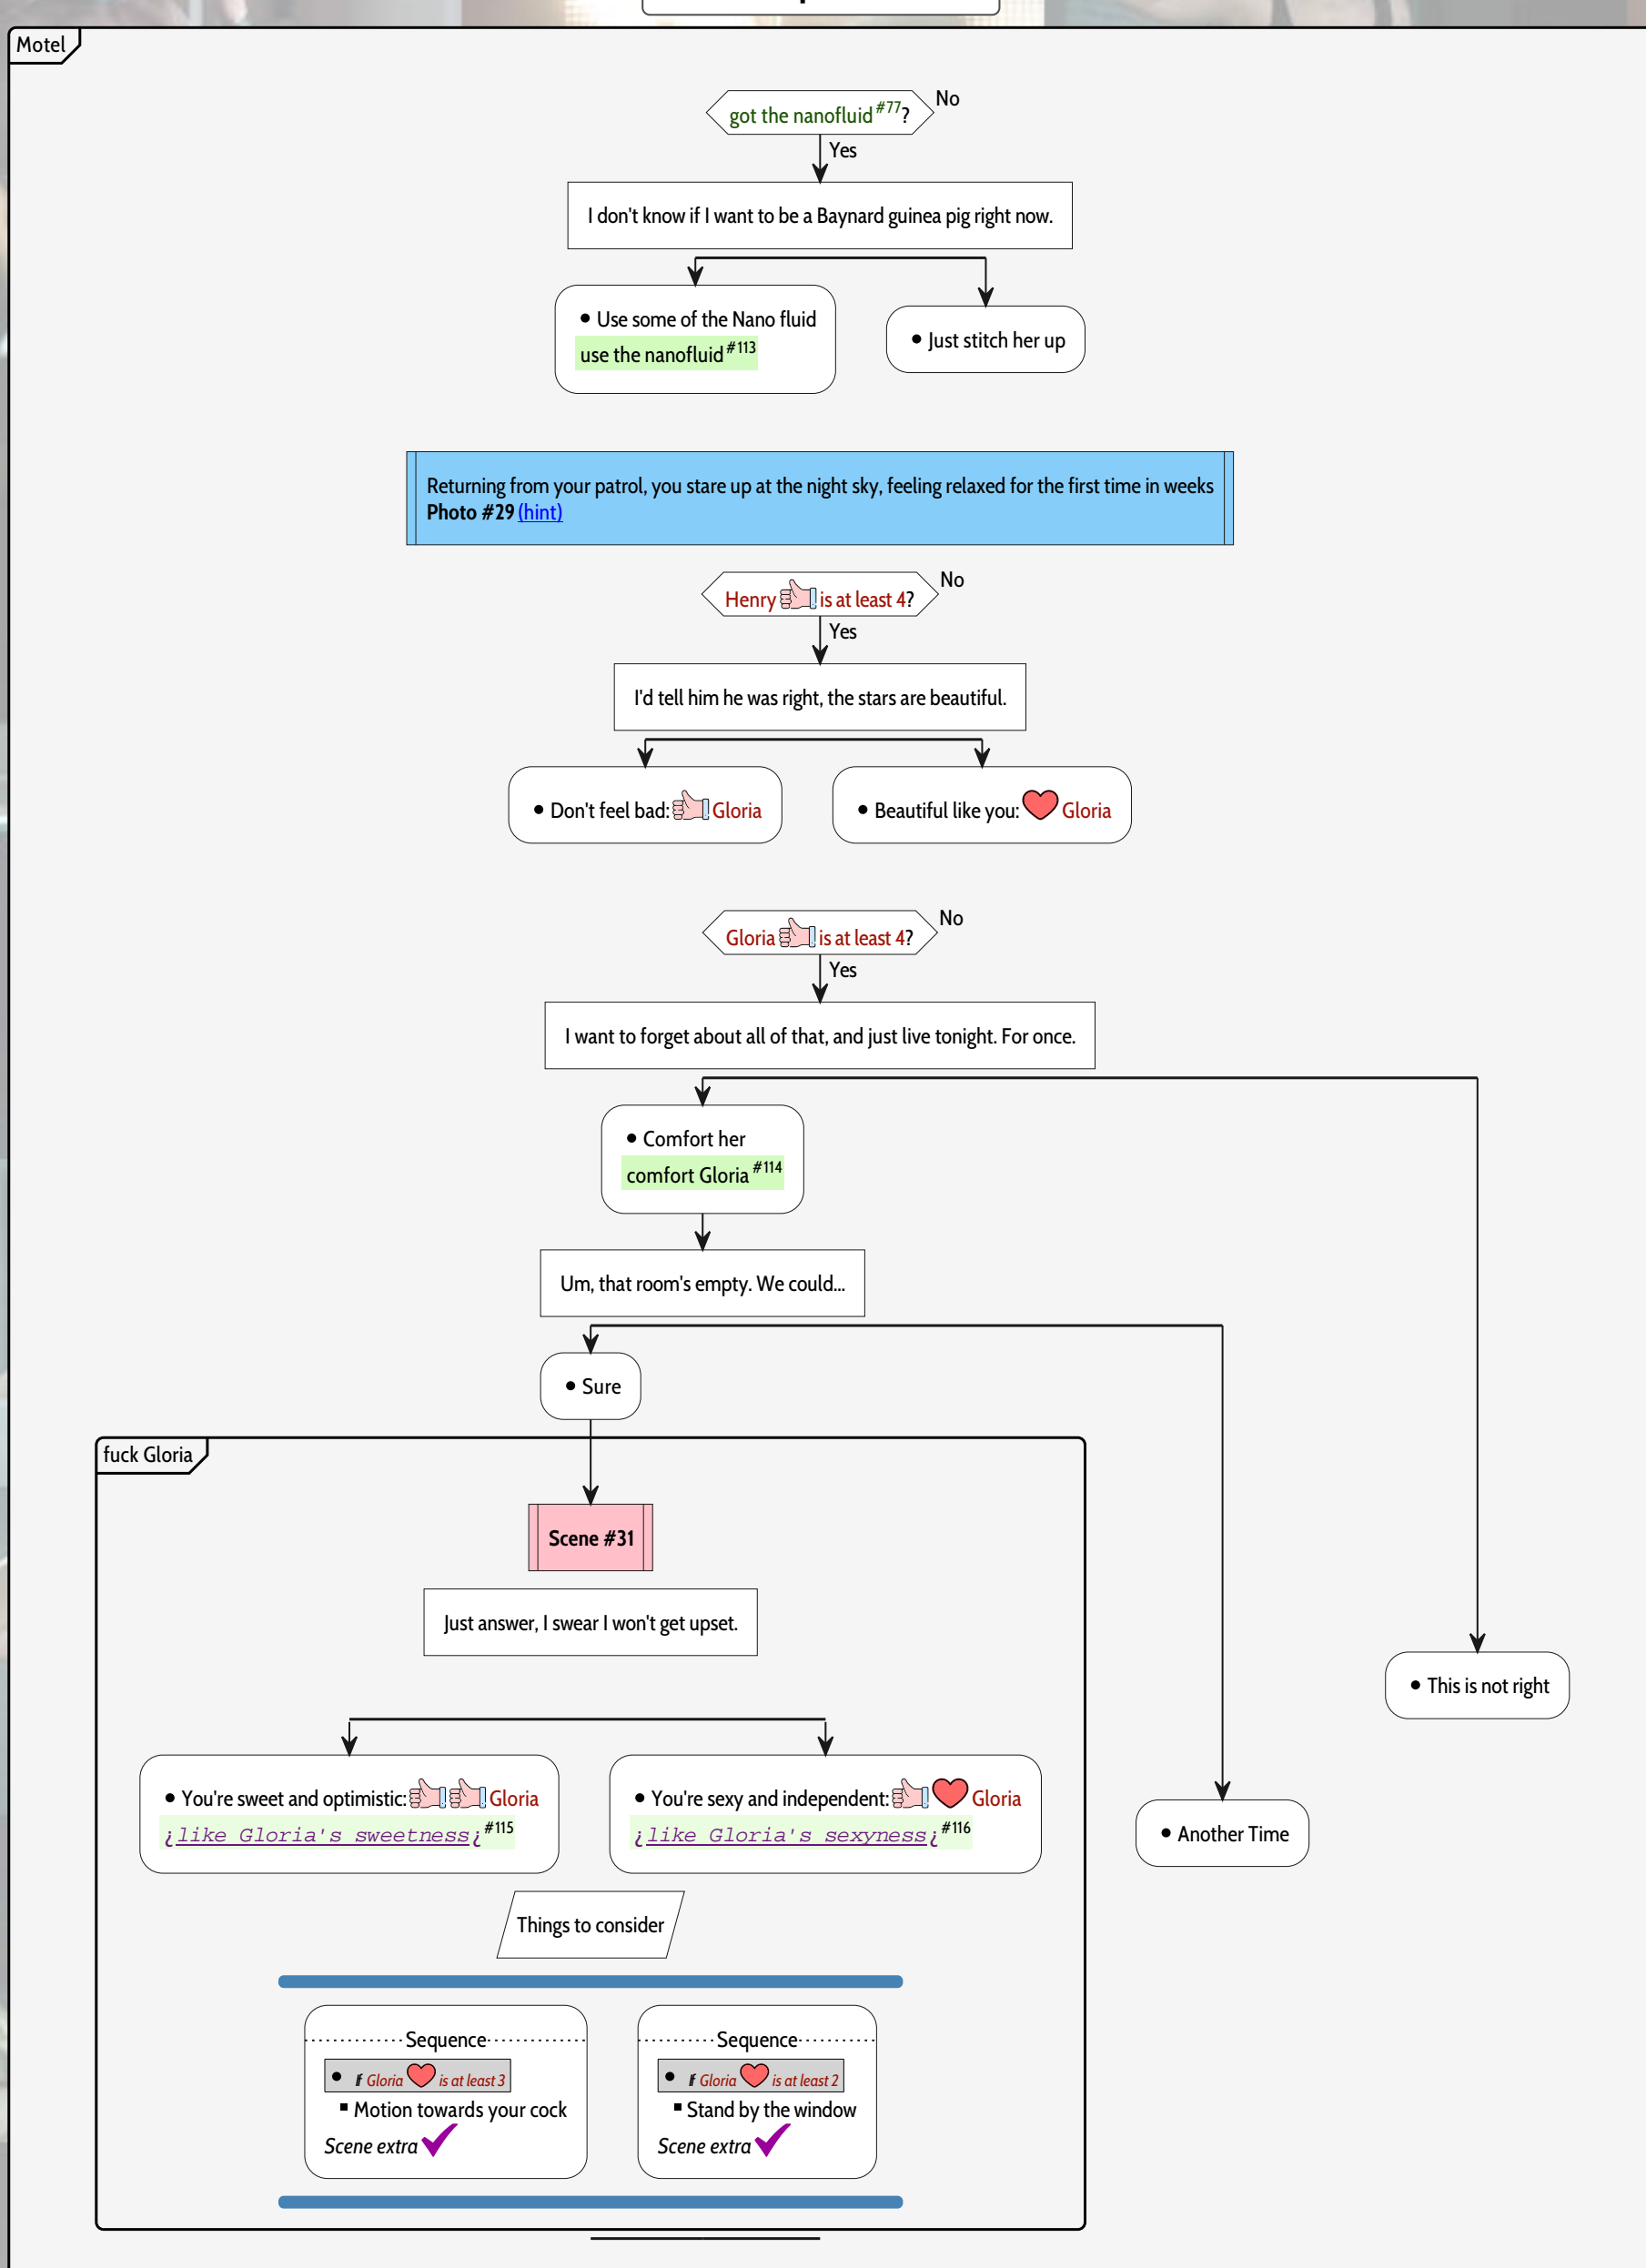 Motel
got the nanofluid #77?
No
Yes
I don't know if I want to be a Baynard guinea pig right now.
• Use some of the Nano fluid
use the nanofluid #113
• Just stitch her up
Returning from your patrol, you stare up at the night sky, feeling relaxed for the first time in weeks
Photo #29 (hint)
Henry is at least 4?
No
Yes
I'd tell him he was right, the stars are beautiful.
• Don't feel bad: Gloria
• Beautiful like you: Gloria
Gloria is at least 4?
No
Yes
I want to forget about all of that, and just live tonight. For once.
• Comfort her
comfort Gloria #114
Um, that room's empty. We could...
• Sure
fuck Gloria
Scene #31
Just answer, I swear I won't get upset.
• This is not right
• You're sweet and optimistic: Gloria
¿like Gloria's sweetness¿ #115
• You're sexy and independent: Gloria
¿like Gloria's sexyness¿ #116
• Another Time
Things to consider
Sequence
• If Gloria is at least 3
▪ Motion towards your cock
Scene extra
Sequence
• If Gloria is at least 2
▪ Stand by the window
Scene extra